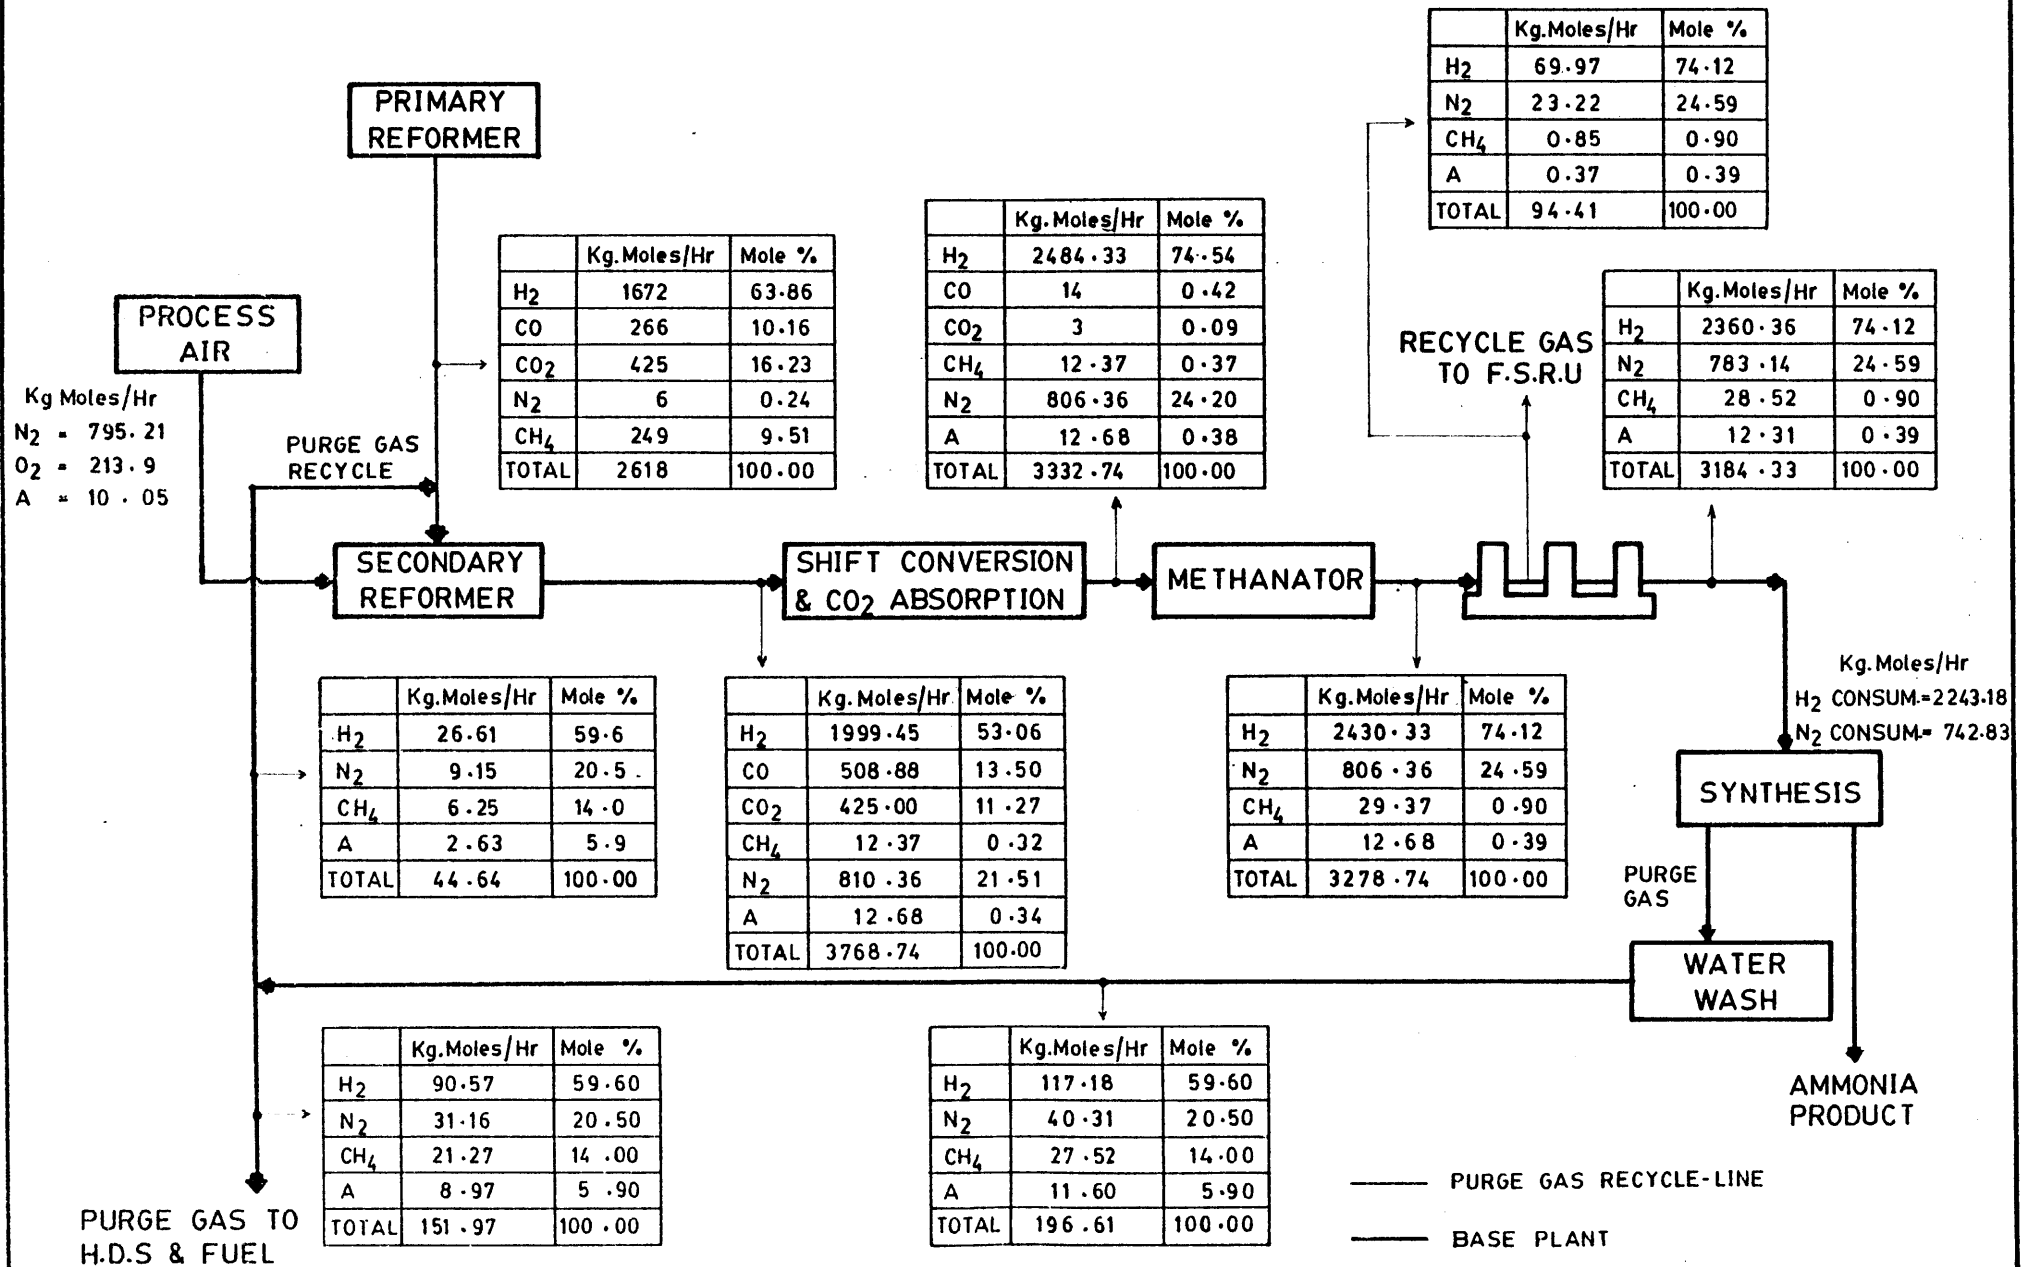 Kg.Moles/Hr Mole %
H2 69.97 74.12
N2 23.22 24.59
CH4 0.85 0.90
A 0.37 0.39
TOTAL 94.41 100.00
PRIMARY
REFORMER
Kg.Moles/Hr Mole %
H2 2484.33 74.54
CO 14 0.42
CO2 3 0.09
CH4 12.37 0.37
N2 806.36 24.20
A 12.68 0.38
TOTAL 3332.74 100.00
Kg.Moles/Hr Mole %
H2 1672 63.86
CO 266 10.16
CO2 425 16.23
N2 6 0.24
CH4 249 9.51
TOTAL 2618 100.00
Kg.Moles/Hr Mole %
H2 2360.36 74.12
N2 783.14 24.59
CH4 28.52 0.90
A 12.31 0.39
TOTAL 3184.33 100.00
RECYCLE GAS
TO F.S.R.U
PROCESS
AIR
Kg Moles/Hr
N2 = 795.21
O2 = 213.9
A = 10.05
PURGE GAS
RECYCLE
SECONDARY
REFORMER
SHIFT CONVERSION
& CO2 ABSORPTION
METHANATOR
Kg.Moles/Hr
H2 CONSUM.=2243.18
N2 CONSUM.= 742.83
Kg.Moles/Hr Mole %
H2 26.61 59.6
N2 9.15 20.5
CH4 6.25 14.0
A 2.63 5.9
TOTAL 44.64 100.00
Kg.Moles/Hr Mole %
H2 1999.45 53.06
CO 508.88 13.50
CO2 425.00 11.27
CH4 12.37 0.32
N2 810.36 21.51
A 12.68 0.34
TOTAL 3768.74 100.00
Kg.Moles/Hr Mole %
H2 2430.33 74.12
N2 806.36 24.59
CH4 29.37 0.90
A 12.68 0.39
TOTAL 3278.74 100.00
SYNTHESIS
PURGE
GAS
WATER
WASH
AMMONIA
PRODUCT
Kg.Moles/Hr Mole %
H2 90.57 59.60
N2 31.16 20.50
CH4 21.27 14.00
A 8.97 5.90
TOTAL 151.97 100.00
Kg.Moles/Hr Mole %
H2 117.18 59.60
N2 40.31 20.50
CH4 27.52 14.00
A 11.60 5.90
TOTAL 196.61 100.00
PURGE GAS TO
H.D.S & FUEL
PURGE GAS RECYCLE-LINE
BASE PLANT